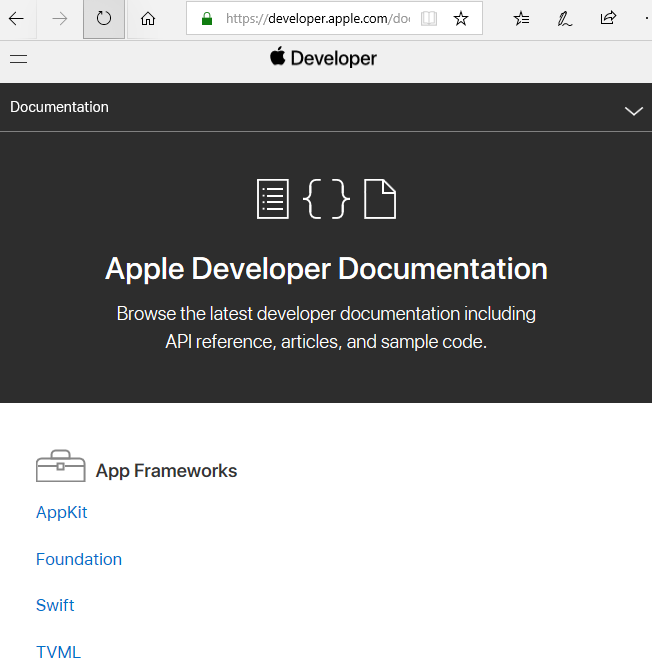 https://developer.apple.com/do
Developer
Documentation
{ }
Apple Developer Documentation
Browse the latest developer documentation including
API reference, articles, and sample code.
App Frameworks
AppKit
Foundation
Swift
TVML